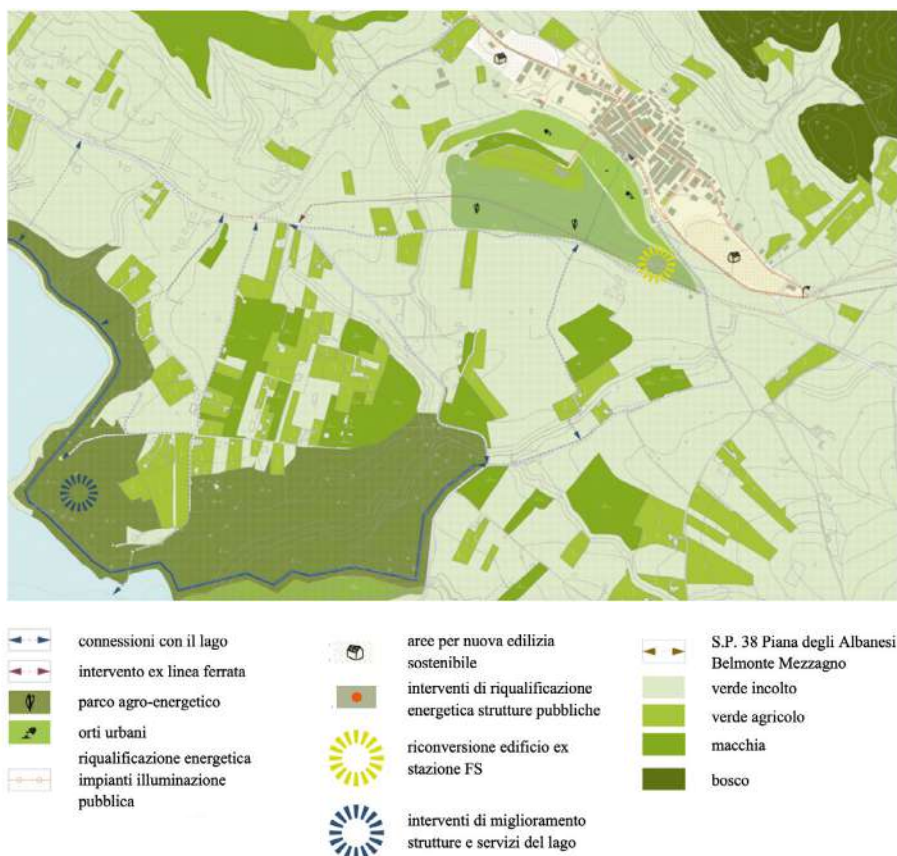 connessioni con il lago
intervento ex linea ferrata
parco agro-energetico
orti urbani
riqualificazione energetica
impianti illuminazione
pubblica
aree per nuova edilizia
sostenibile
interventi di riqualificazione
energetica strutture pubbliche
riconversione edificio ex
stazione FS
interventi di miglioramento
strutture e servizi del lago
S.P. 38 Piana degli Albanesi
Belmonte Mezzagno
verde incolto
verde agricolo
macchia
bosco